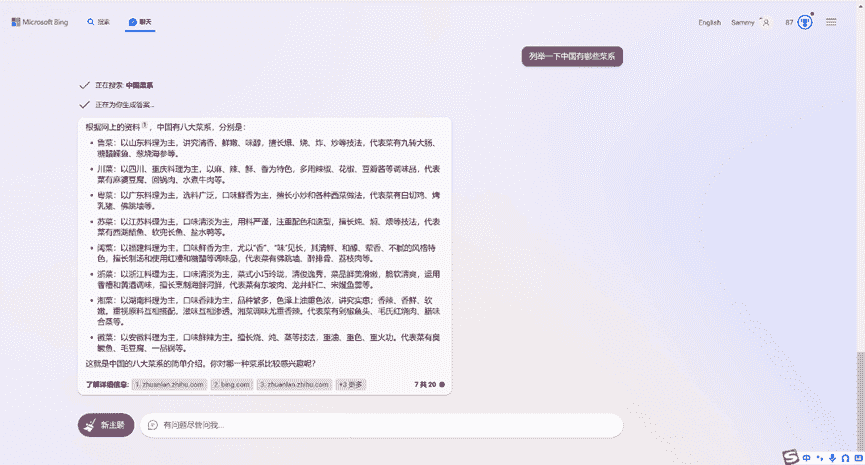 Microsoft Bing
搜索
聊天
English
Sammy
87
列举一下中国有哪些菜系
正在搜索: 中国菜系
正在为你生成答案...
根据网上的资料1，中国有八大菜系，分别是：
• 鲁菜：以山东料理为主，讲究清香、鲜嫩、味醇，擅长爆、烧、炸、炒等技法，代表菜有九转大肠、
糖醋鲤鱼、葱烧海参等。
• 川菜：以四川、重庆料理为主，以麻、辣、鲜、香为特色，多用辣椒、花椒、豆瓣酱等调味品，代表
菜有麻婆豆腐、回锅肉、水煮牛肉等。
• 粤菜：以广东料理为主，选料广泛，口味鲜香为主，擅长小炒和各种西菜做法，代表菜有白切鸡、烤
乳猪、佛跳墙等。
• 苏菜：以江苏料理为主，口味清淡为主，用料严谨，注重配色和造型，擅长炖、焖、煨等技法，代表
菜有西湖醋鱼、软兜长鱼、盐水鸭等。
• 闽菜：以福建料理为主，口味鲜香为主，尤以“香”、“味”见长，其清鲜、和醇、荤香、不腻的风格特
色，擅长制汤和使用红糟和糖醋等调味品，代表菜有佛跳墙、醉排骨、荔枝肉等。
• 浙菜：以浙江料理为主，口味清淡为主，菜式小巧玲珑，清俊逸秀，菜品鲜美滑嫩，脆软清爽，运用
香糟和黄酒调味，擅长烹制海鲜河鲜，代表菜有东坡肉、龙井虾仁、宋嫂鱼羹等。
• 湘菜：以湖南料理为主，口味香辣为主，品种繁多，色泽上油重色浓，讲究实惠；香辣、香鲜、软
嫩。重视原料互相搭配，滋味互相渗透。湘菜调味尤重香辣。代表菜有剁椒鱼头、毛氏红烧肉、腊味
合蒸等。
• 徽菜：以安徽料理为主，口味鲜辣为主。擅长烧、炖、蒸等技法，重油、重色、重火功。代表菜有臭
鳜鱼、毛豆腐、一品锅等。
这就是中国的八大菜系的简单介绍。你对哪一种菜系比较感兴趣呢？
了解详细信息: 1. zhuanlan.zhihu.com 2. bing.com 3. zhuanlan.zhihu.com +3 更多 7 共 20
新主题
有问题尽管问我...
中